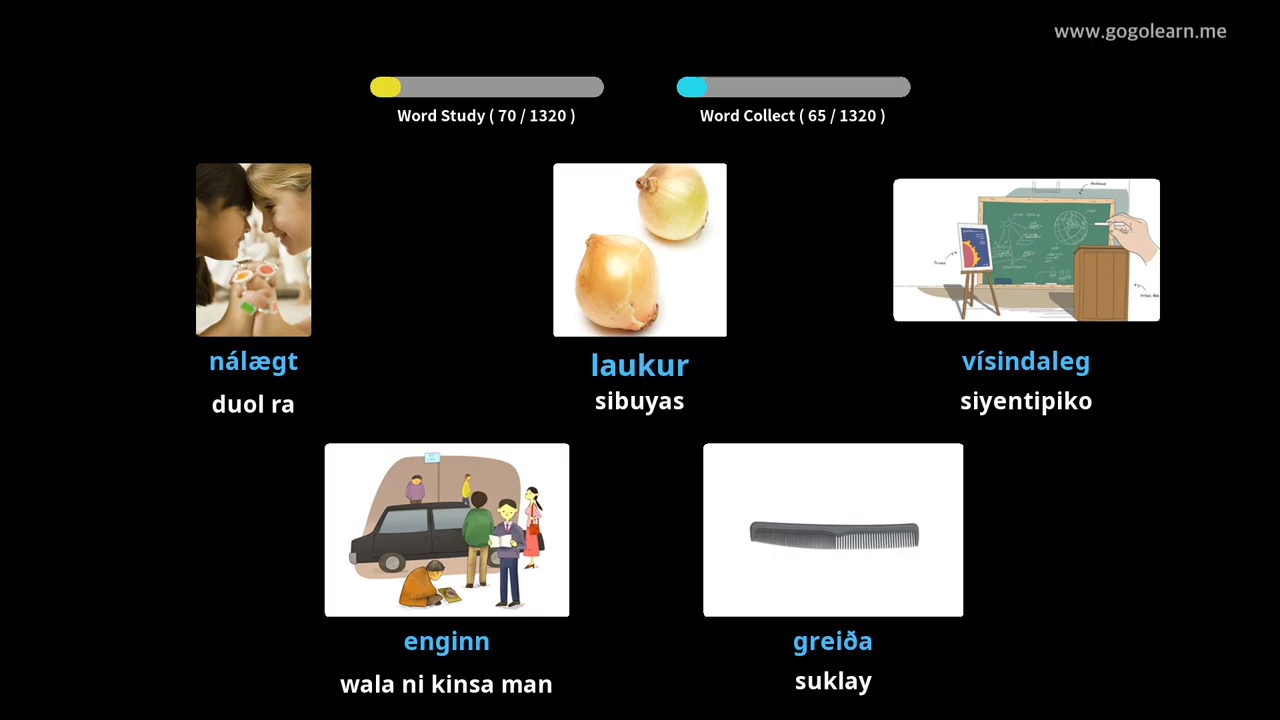 www.gogolearn.me
Word Study ( 70 / 1320 )
Word Collect ( 65 / 1320 )
nálægt
duol ra
laukur
sibuyas
vísindaleg
siyentipiko
enginn
wala ni kinsa man
greiða
suklay